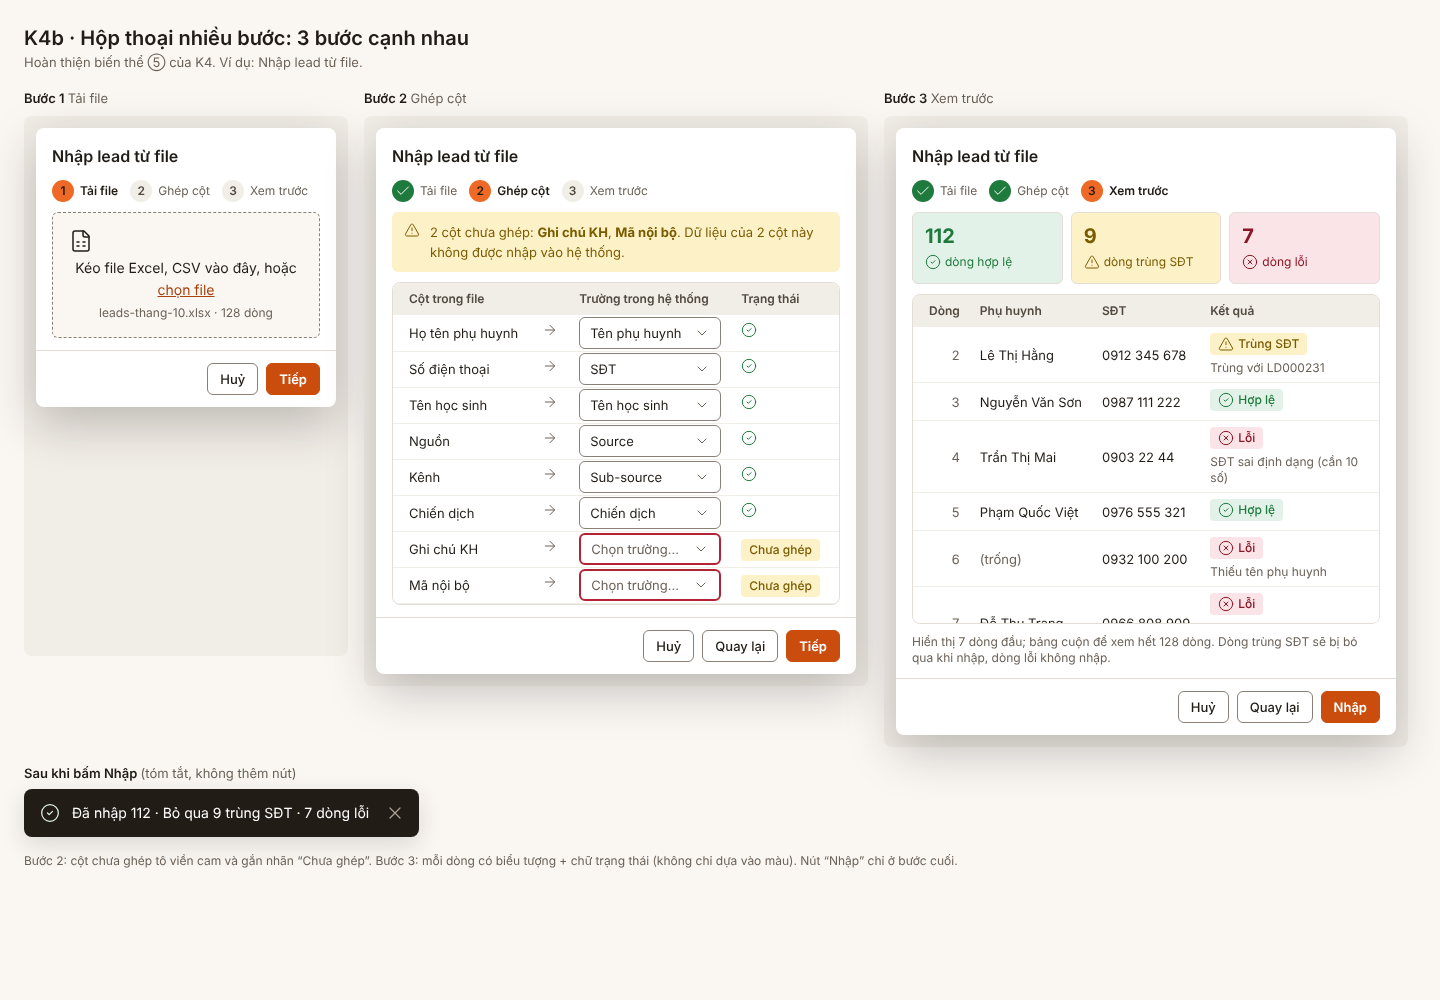 K4b · Hộp thoại nhiều bước: 3 bước cạnh nhau
Hoàn thiện biến thể ⑤ của K4. Ví dụ: Nhập lead từ file.
Bước 1 Tải file
Nhập lead từ file
1 Tải file 2 Ghép cột 3 Xem trước
Kéo file Excel, CSV vào đây, hoặc
chọn file
leads-thang-10.xlsx · 128 dòng
Huỷ Tiếp
Bước 2 Ghép cột
Nhập lead từ file
Tải file 2 Ghép cột 3 Xem trước
2 cột chưa ghép: Ghi chú KH, Mã nội bộ. Dữ liệu của 2 cột này
không được nhập vào hệ thống.
Cột trong file Trường trong hệ thống Trạng thái
Họ tên phụ huynh → Tên phụ huynh
Số điện thoại → SĐT
Tên học sinh → Tên học sinh
Nguồn → Source
Kênh → Sub-source
Chiến dịch → Chiến dịch
Ghi chú KH → Chọn trường... Chưa ghép
Mã nội bộ → Chọn trường... Chưa ghép
Huỷ Quay lại Tiếp
Bước 3 Xem trước
Nhập lead từ file
Tải file Ghép cột 3 Xem trước
112 9 7
dòng hợp lệ dòng trùng SĐT dòng lỗi
Dòng Phụ huynh SĐT Kết quả
2 Lê Thị Hằng 0912 345 678 Trùng SĐT
Trùng với LD000231
3 Nguyễn Văn Sơn 0987 111 222 Hợp lệ
4 Trần Thị Mai 0903 22 44 Lỗi
SĐT sai định dạng (cần 10
số)
5 Phạm Quốc Việt 0976 555 321 Hợp lệ
6 (trống) 0932 100 200 Lỗi
Thiếu tên phụ huynh
Lỗi
7 Đỗ Thu Trang 0966 808 909
Hiển thị 7 dòng đầu; bảng cuộn để xem hết 128 dòng. Dòng trùng SĐT sẽ bị bỏ
qua khi nhập, dòng lỗi không nhập.
Huỷ Quay lại Nhập
Sau khi bấm Nhập (tóm tắt, không thêm nút)
Đã nhập 112 · Bỏ qua 9 trùng SĐT · 7 dòng lỗi
Bước 2: cột chưa ghép tô viền cam và gắn nhãn “Chưa ghép”. Bước 3: mỗi dòng có biểu tượng + chữ trạng thái (không chỉ dựa vào màu). Nút “Nhập” chỉ ở bước cuối.